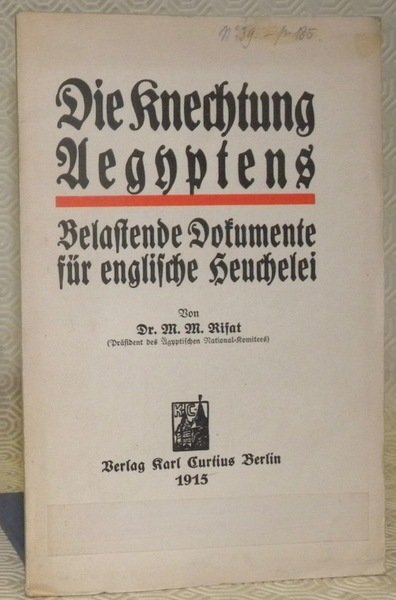 Die Knechtung
Aegyptens
Belastende Dokumente
für englische Heuchelei
Von
Dr. M. M. Rifat
(Präsident des Ägyptischen National-Komitees)
K C
Verlag Karl Curtius Berlin
1915